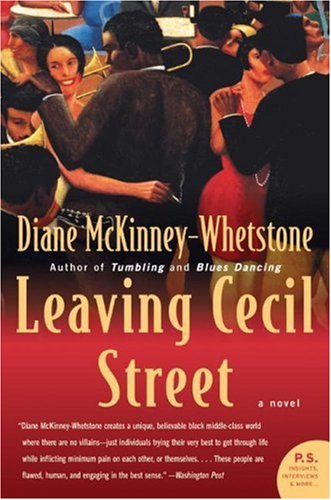 Diane McKinney-Whetstone
Author of Tumbling and Blues Dancing
Leaving Cecil
Street
a novel
"Diane McKinney-Whetstone creates a unique, believable black middle-class world
where there are no villains—just individuals trying their very best to get through life
while inflicting minimum pain on each other, or themselves. . . . These people are
flawed, human, and engaging in the best sense." —Washington Post
P.S.
INSIGHTS,
INTERVIEWS
& MORE...